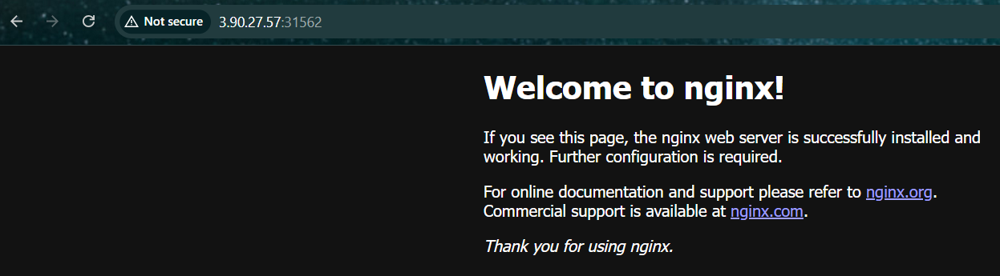 Not secure 3.90.27.57:31562
Welcome to nginx!
If you see this page, the nginx web server is successfully installed and
working. Further configuration is required.
For online documentation and support please refer to nginx.org.
Commercial support is available at nginx.com.
Thank you for using nginx.